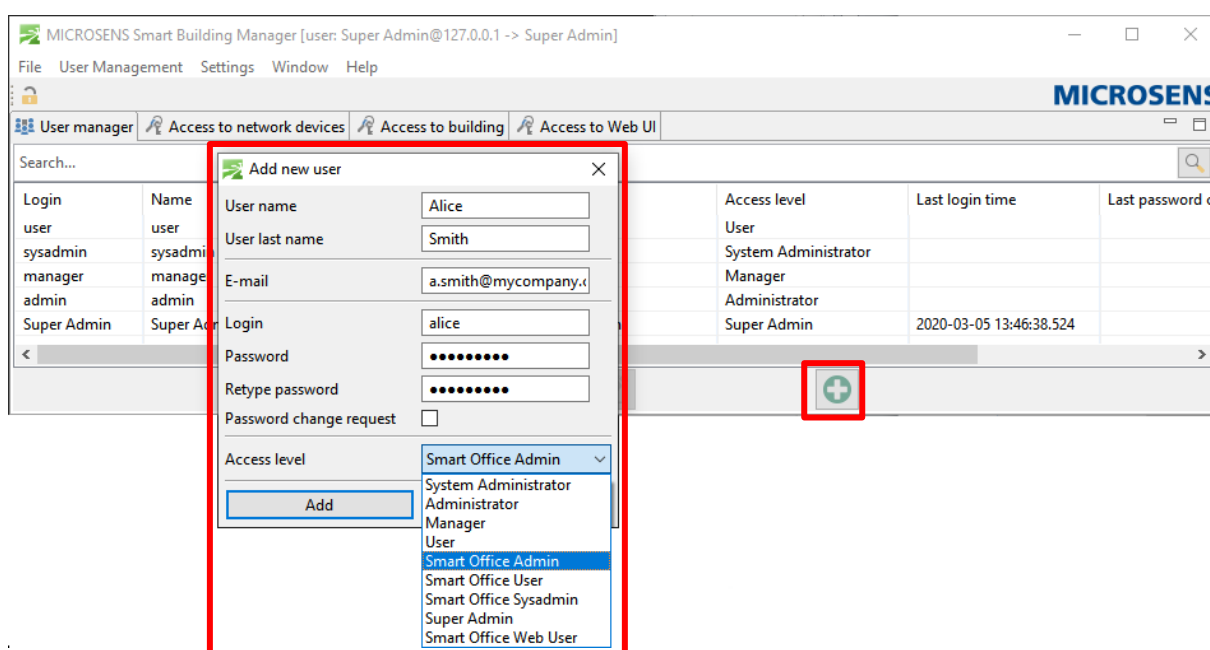 MICROSENS Smart Building Manager [user: Super Admin@127.0.0.1 -> Super Admin]
File User Management Settings Window Help
MICROSENS
User manager Access to network devices Access to building Access to Web UI
Search...
Login Name Access level Last login time Last password
user user User
sysadmin sysadmin System Administrator
manager manage Manager
admin admin Administrator
Super Admin Super Super Admin 2020-03-05 13:46:38.524
Add new user
User name Alice
User last name Smith
E-mail a.smith@mycompany.
Login alice
Password ●●●●●●●●●
Retype password ●●●●●●●●●
Password change request
Access level Smart Office Admin
Add
System Administrator
Administrator
Manager
User
Smart Office Admin
Smart Office User
Smart Office Sysadmin
Super Admin
Smart Office Web User